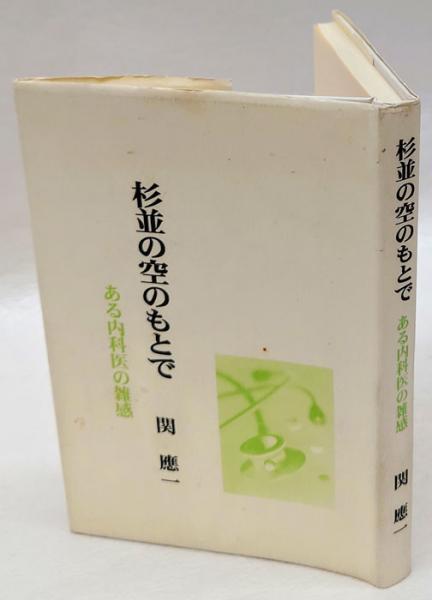 杉並の空のもとで
ある内科医の雑感
関 應一
杉並の空のもとで
ある内科医の雑感
関 應一